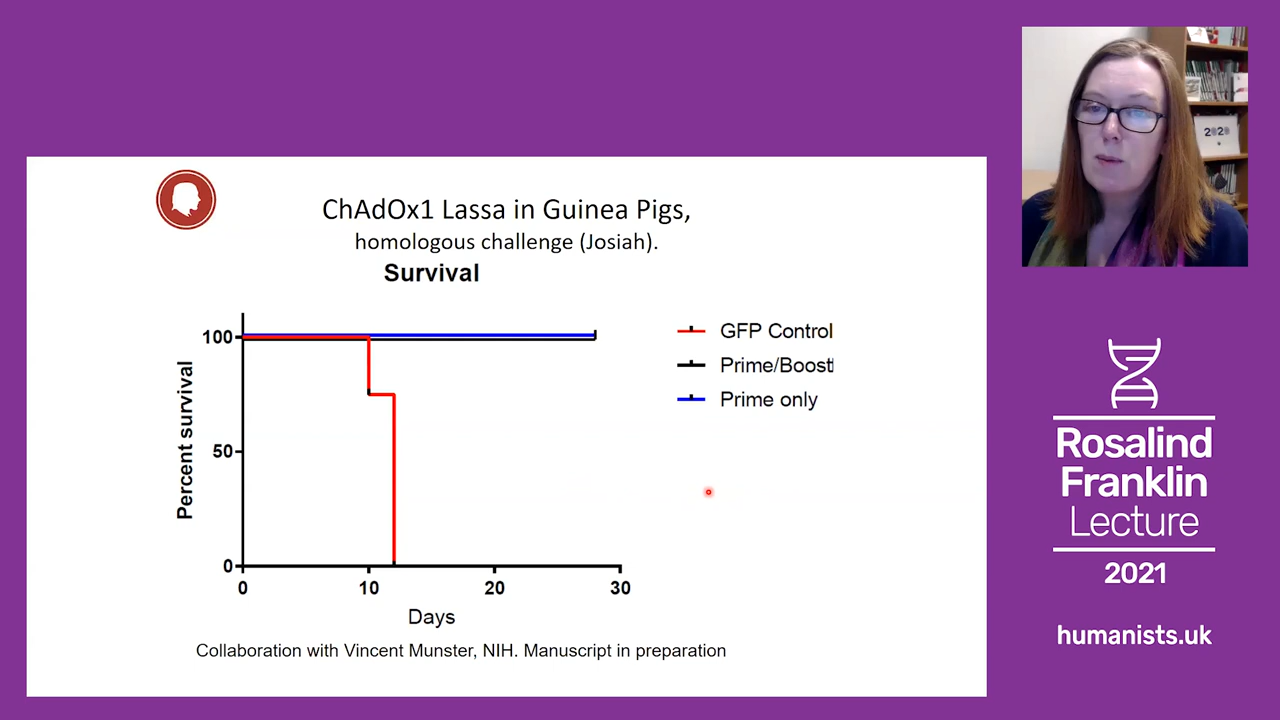 ChAdOx1 Lassa in Guinea Pigs,
homologous challenge (Josiah).
Survival
100
50
0
Percent survival
0 10 20 30
Days
GFP Control
Prime/Boost
Prime only
Collaboration with Vincent Munster, NIH. Manuscript in preparation
2020
Rosalind
Franklin
Lecture
2021
humanists.uk